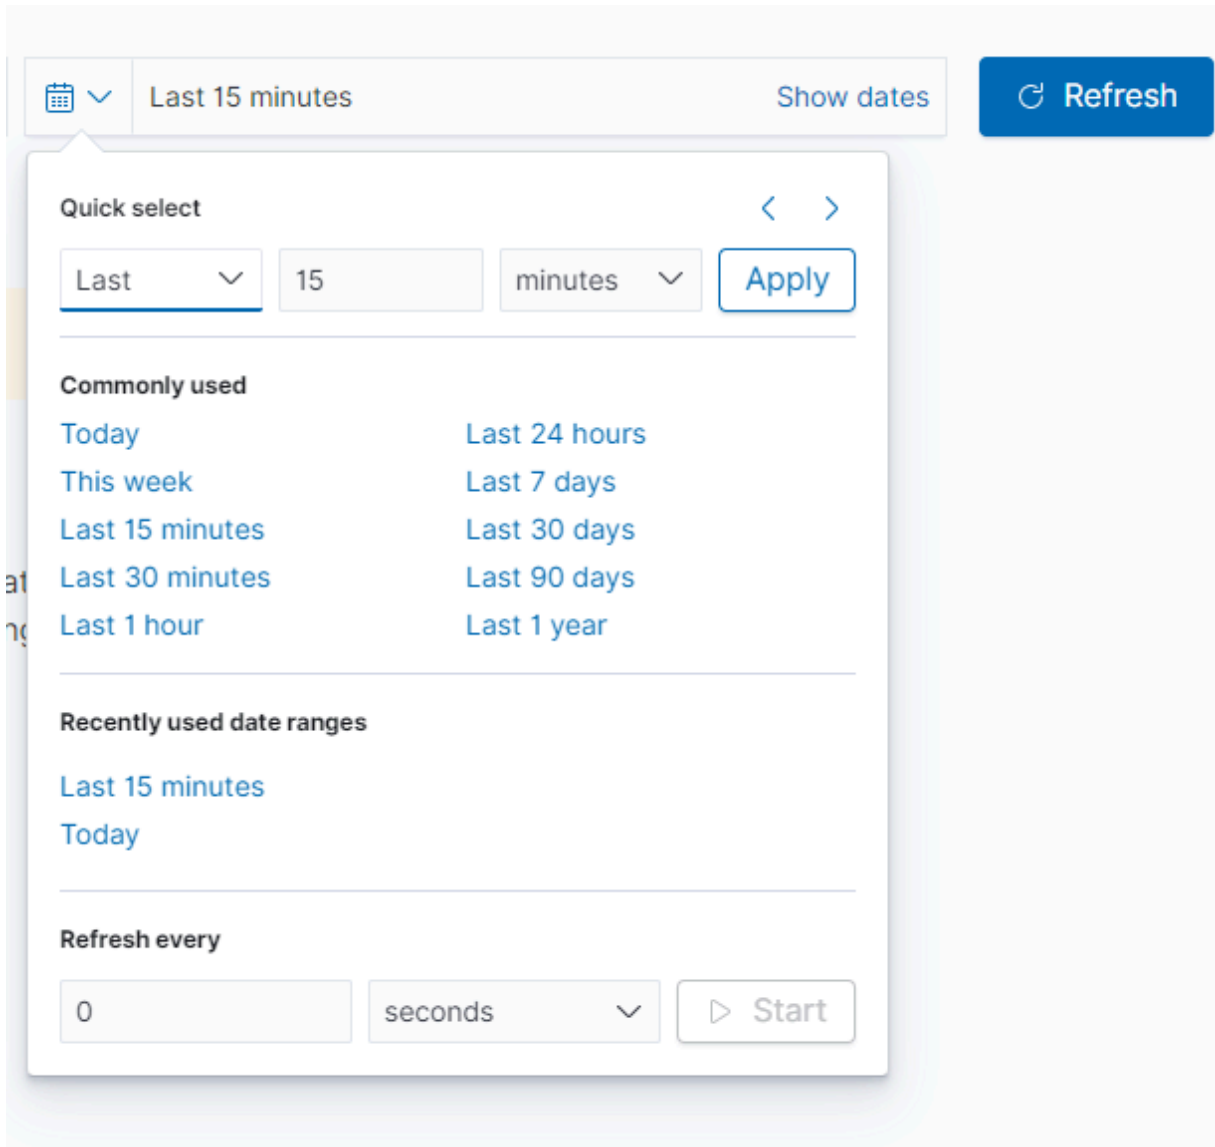 Last 15 minutes Show dates Refresh
Quick select
Last 15 minutes Apply
Commonly used
Today Last 24 hours
This week Last 7 days
Last 15 minutes Last 30 days
Last 30 minutes Last 90 days
Last 1 hour Last 1 year
Recently used date ranges
Last 15 minutes
Today
Refresh every
0 seconds Start